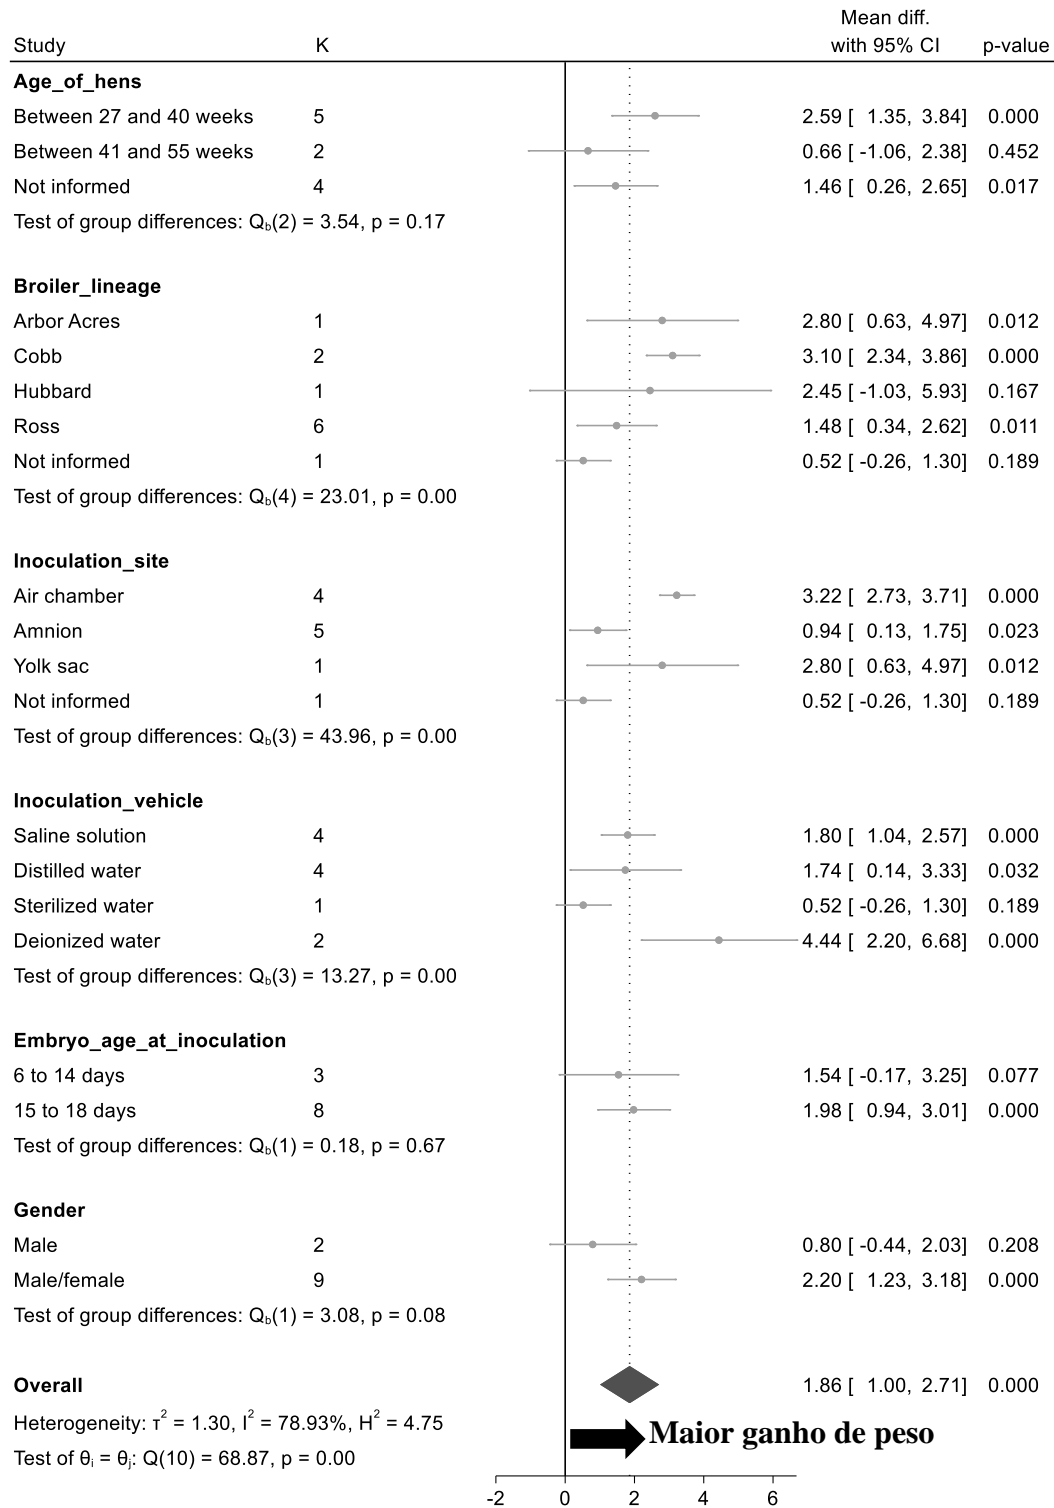 Mean diff.
Study K with 95% CI p-value
Age_of_hens
Between 27 and 40 weeks 5 2.59 [ 1.35, 3.84] 0.000
Between 41 and 55 weeks 2 0.66 [ -1.06, 2.38] 0.452
Not informed 4 1.46 [ 0.26, 2.65] 0.017
Test of group differences: Q_b(2) = 3.54, p = 0.17
Broiler_lineage
Arbor Acres 1 2.80 [ 0.63, 4.97] 0.012
Cobb 2 3.10 [ 2.34, 3.86] 0.000
Hubbard 1 2.45 [ -1.03, 5.93] 0.167
Ross 6 1.48 [ 0.34, 2.62] 0.011
Not informed 1 0.52 [ -0.26, 1.30] 0.189
Test of group differences: Q_b(4) = 23.01, p = 0.00
Inoculation_site
Air chamber 4 3.22 [ 2.73, 3.71] 0.000
Amnion 5 0.94 [ 0.13, 1.75] 0.023
Yolk sac 1 2.80 [ 0.63, 4.97] 0.012
Not informed 1 0.52 [ -0.26, 1.30] 0.189
Test of group differences: Q_b(3) = 43.96, p = 0.00
Inoculation_vehicle
Saline solution 4 1.80 [ 1.04, 2.57] 0.000
Distilled water 4 1.74 [ 0.14, 3.33] 0.032
Sterilized water 1 0.52 [ -0.26, 1.30] 0.189
Deionized water 2 4.44 [ 2.20, 6.68] 0.000
Test of group differences: Q_b(3) = 13.27, p = 0.00
Embryo_age_at_inoculation
6 to 14 days 3 1.54 [ -0.17, 3.25] 0.077
15 to 18 days 8 1.98 [ 0.94, 3.01] 0.000
Test of group differences: Q_b(1) = 0.18, p = 0.67
Gender
Male 2 0.80 [ -0.44, 2.03] 0.208
Male/female 9 2.20 [ 1.23, 3.18] 0.000
Test of group differences: Q_b(1) = 3.08, p = 0.08
Overall 1.86 [ 1.00, 2.71] 0.000
Heterogeneity: τ² = 1.30, I² = 78.93%, H² = 4.75
Maior ganho de peso
Test of θᵢ = θⱼ: Q(10) = 68.87, p = 0.00
-2 0 2 4 6